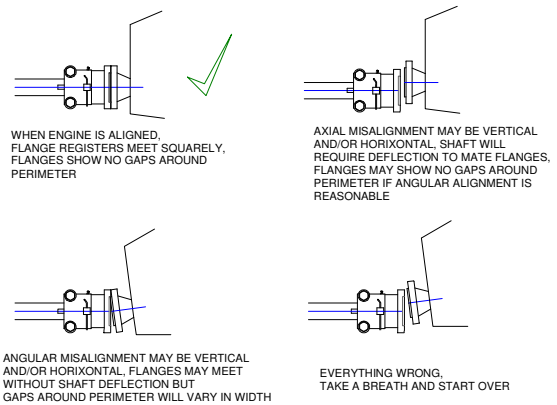 WHEN ENGINE IS ALIGNED,
FLANGE REGISTERS MEET SQUARELY,
FLANGES SHOW NO GAPS AROUND
PERIMETER
AXIAL MISALIGNMENT MAY BE VERTICAL
AND/OR HORIXONTAL, SHAFT WILL
REQUIRE DEFLECTION TO MATE FLANGES,
FLANGES MAY SHOW NO GAPS AROUND
PERIMETER IF ANGULAR ALIGNMENT IS
REASONABLE
ANGULAR MISALIGNMENT MAY BE VERTICAL
AND/OR HORIXONTAL, FLANGES MAY MEET
WITHOUT SHAFT DEFLECTION BUT
GAPS AROUND PERIMETER WILL VARY IN WIDTH
EVERYTHING WRONG,
TAKE A BREATH AND START OVER